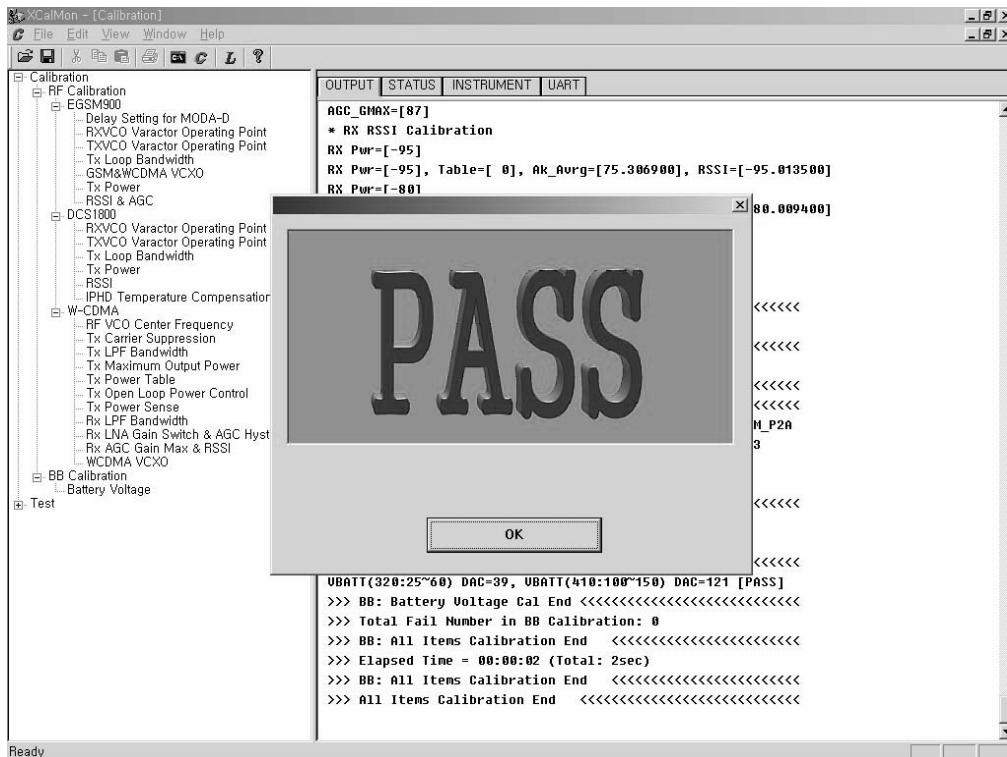 XCalMon - [Calibration]
File Edit View Window Help
Calibration
RF Calibration
EGSM900
Delay Setting for MODA-D
RXVCO Varactor Operating Point
TXVCO Varactor Operating Point
Tx Loop Bandwidth
GSM&WCDMA VCXO
Tx Power
RSSI & AGC
DCS1800
RXVCO Varactor Operating Point
TXVCO Varactor Operating Point
Tx Loop Bandwidth
Tx Power
RSSI
IPHD Temperature Compensation
W-CDMA
RF VCO Center Frequency
Tx Carrier Suppression
Tx LPF Bandwidth
Tx Maximum Output Power
Tx Power Table
Tx Open Loop Power Control
Tx Power Sense
Rx LPF Bandwidth
Rx LNA Gain Switch & AGC Hyst
Rx AGC Gain Max & RSSI
WCDMA VCXO
BB Calibration
Battery Voltage
Test
OUTPUT STATUS INSTRUMENT UART
AGC_GMAX=[87]
* RX RSSI Calibration
RX Pwr=[-95]
RX Pwr=[-95], Table=[ 0], Ak_Avrg=[75.306900], RSSI=[-95.013500]
RX Pwr=[-80]
80.009400]
<<<<<<
<<<<<<
<<<<<<
<<<<<<
M_P2A
3
<<<<<<
<<<<<<
PASS
OK
VBATT(320:25~60) DAC=39, VBATT(410:100~150) DAC=121 [PASS]
>>> BB: Battery Voltage Cal End <<<<<<<<<<<<<<<<<<<<<<<<<<<<
>>> Total Fail Number in BB Calibration: 0
>>> BB: All Items Calibration End <<<<<<<<<<<<<<<<<<<<<<<<
>>> Elapsed Time = 00:00:02 (Total: 2sec)
>>> BB: All Items Calibration End <<<<<<<<<<<<<<<<<<<<<<<<
>>> All Items Calibration End <<<<<<<<<<<<<<<<<<<<<<<<<<<<
Ready